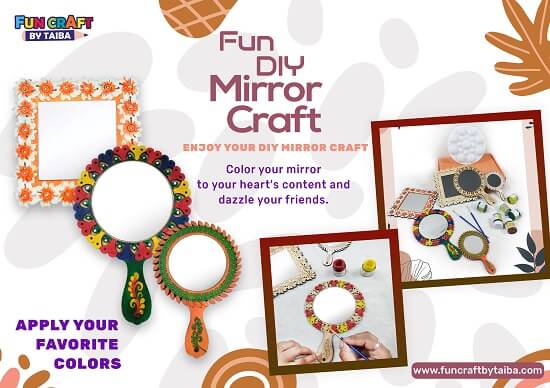 FUN CRAFT
BY TAIBA
Fun
DIY
Mirror
Craft
ENJOY YOUR DIY MIRROR CRAFT
Color your mirror
to your heart's content and
dazzle your friends.
APPLY YOUR
FAVORITE
COLORS
www.funcraftbytaiba.com